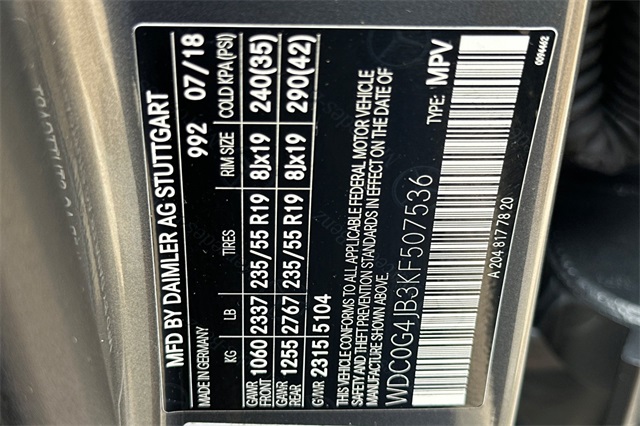 MFD BY DAIMLER AG STUTTGART
MADE IN GERMANY 992 07/18
KG LB TIRES RIM SIZE COLD KPA (PSI)
GAWR FRONT 1060 2337 235/55 R19 8Jx19 240(35)
GAWR REAR 1255 2767 235/55 R19 8Jx19 290(42)
GVWR 2315 5104
THIS VEHICLE CONFORMS TO ALL APPLICABLE FEDERAL MOTOR VEHICLE
SAFETY AND THEFT PREVENTION STANDARDS IN EFFECT ON THE DATE OF
MANUFACTURE SHOWN ABOVE.
WDC0G4JB3KF507536
TYPE: MPV
A 204 817 78 20
0094462